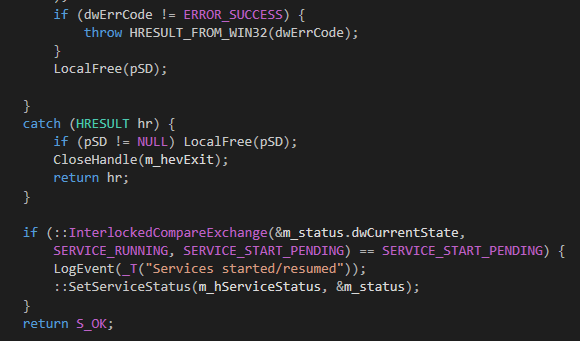 if (dwErrCode != ERROR_SUCCESS) {
throw HRESULT_FROM_WIN32(dwErrCode);
}
LocalFree(pSD);
}
catch (HRESULT hr) {
if (pSD != NULL) LocalFree(pSD);
CloseHandle(m_hevExit);
return hr;
}
if (::InterlockedCompareExchange(&m_status.dwCurrentState,
SERVICE_RUNNING, SERVICE_START_PENDING) == SERVICE_START_PENDING) {
LogEvent(_T("Services started/resumed"));
::SetServiceStatus(m_hServiceStatus, &m_status);
}
return S_OK;